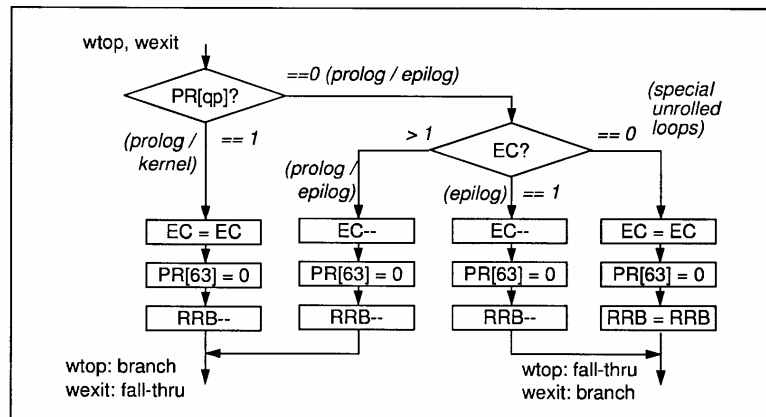 wtop, wexit
==0 (prolog / epilog)
PR[qp]?
(special
unrolled
loops)
(prolog /
kernel)
== 1
> 1
EC?
== 0
(prolog /
epilog)
(epilog)
== 1
EC = EC
EC--
EC--
EC = EC
PR[63] = 0
PR[63] = 0
PR[63] = 0
PR[63] = 0
RRB--
RRB--
RRB--
RRB = RRB
wtop: branch
wexit: fall-thru
wtop: fall-thru
wexit: branch